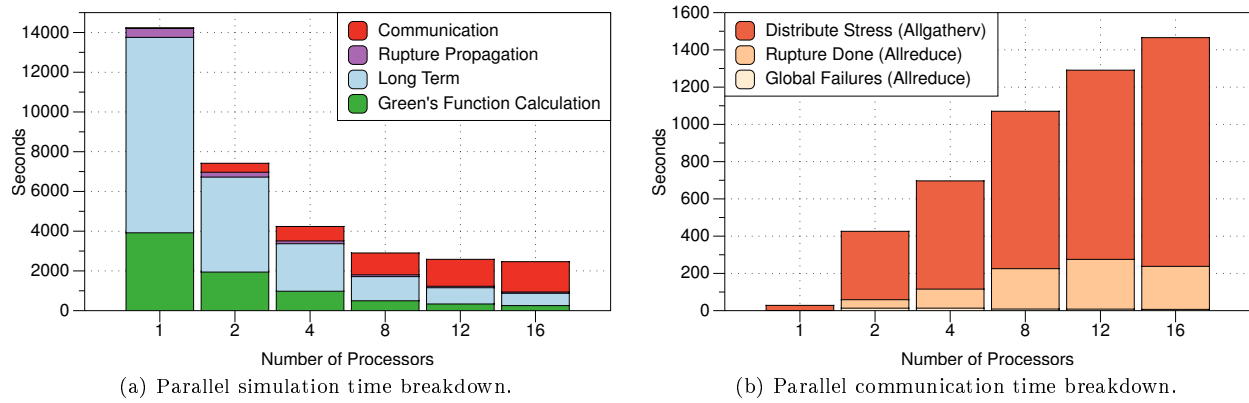 14000
12000
10000
8000
6000
4000
2000
0
Seconds
Communication
Rupture Propagation
Long Term
Green's Function Calculation
1 2 4 8 12 16
Number of Processors
(a) Parallel simulation time breakdown.
1600
1400
1200
1000
800
600
400
200
0
Seconds
Distribute Stress (Allgatherv)
Rupture Done (Allreduce)
Global Failures (Allreduce)
1 2 4 8 12 16
Number of Processors
(b) Parallel communication time breakdown.